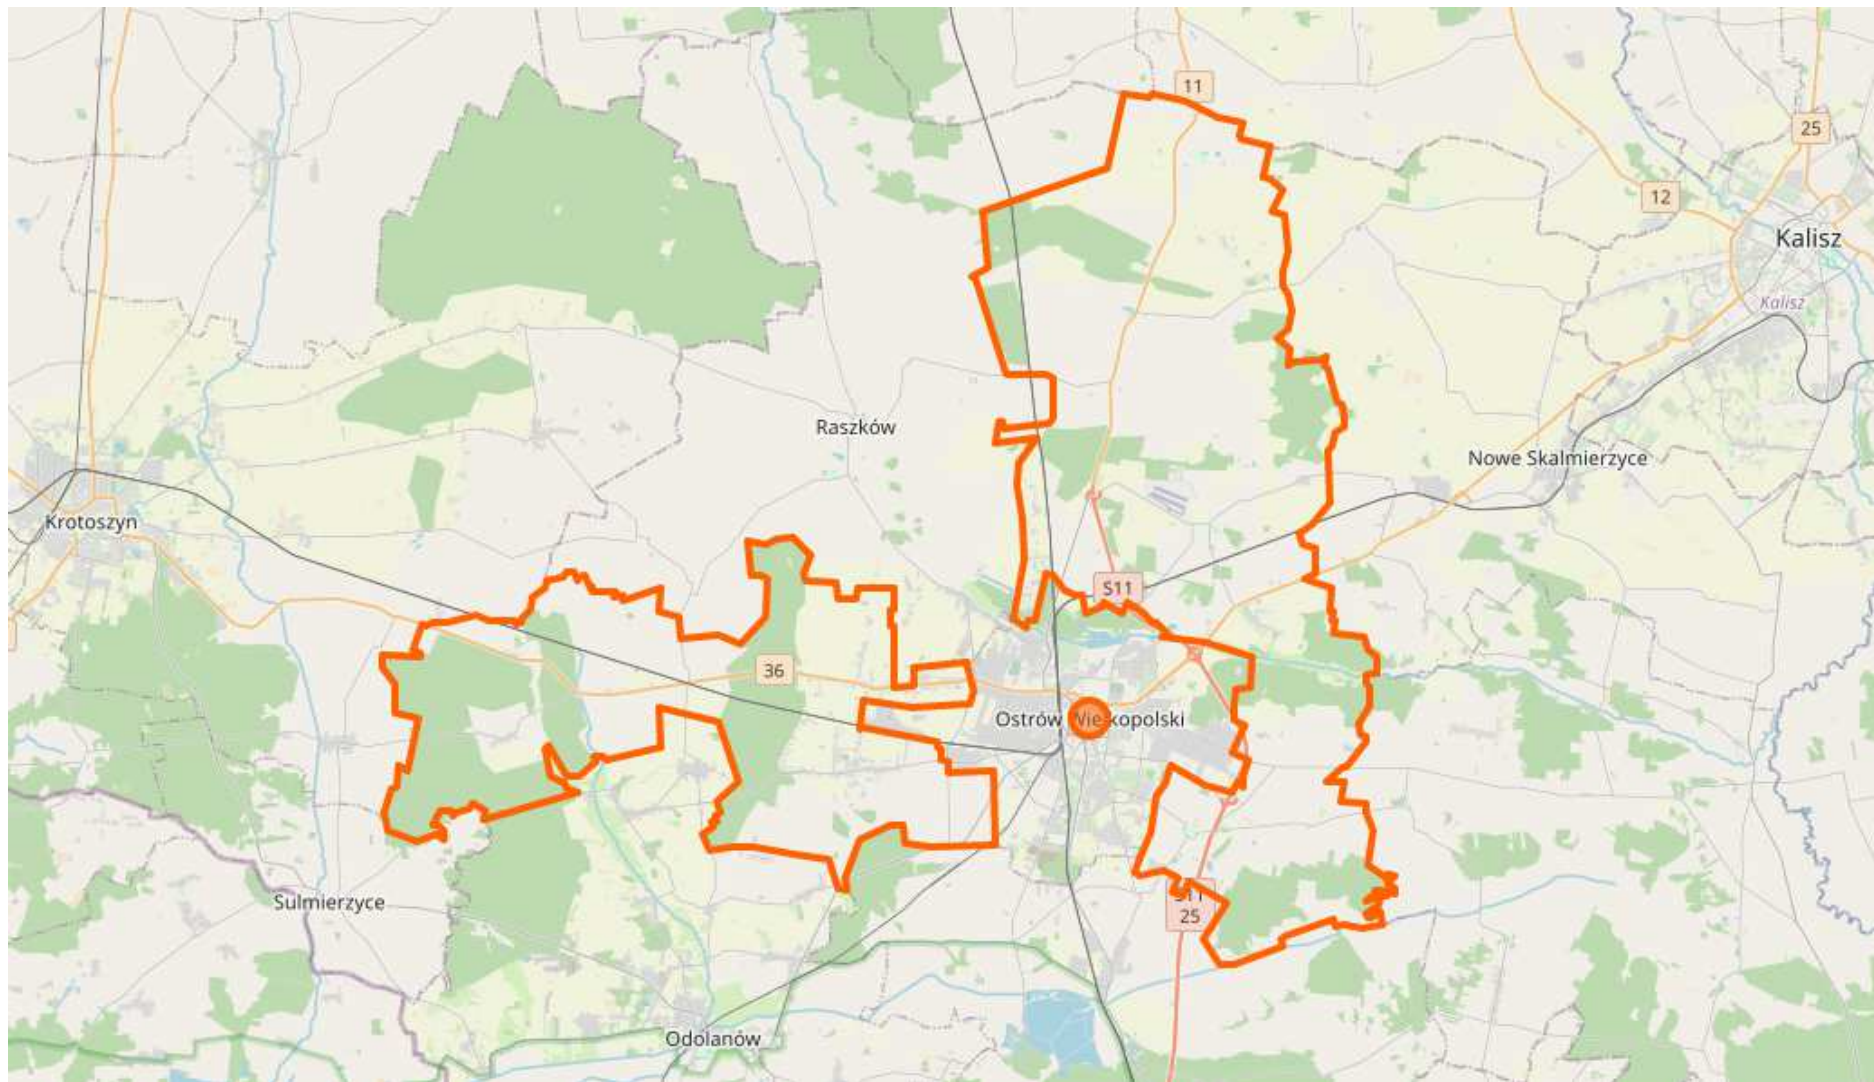 11
25
12
Kalisz
Kalisz
Raszków
Nowe Skalmierzyce
Krotoszyn
S11
36
Ostrów Wielkopolski
Sulmierzyce
S11
25
Odolanów